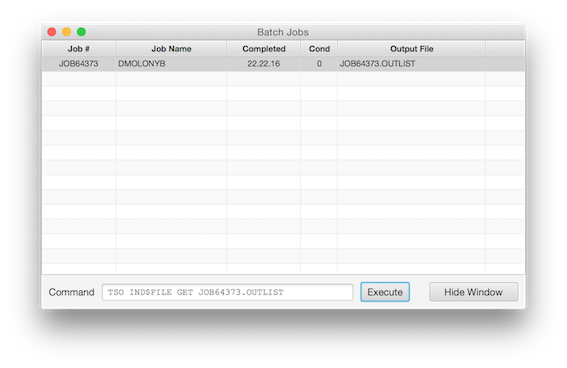 Batch Jobs
Job # Job Name Completed Cond Output File
JOB64373 DMOLONYB 22.22.16 0 JOB64373.OUTLIST
Command TSO IND$FILE GET JOB64373.OUTLIST Execute Hide Window